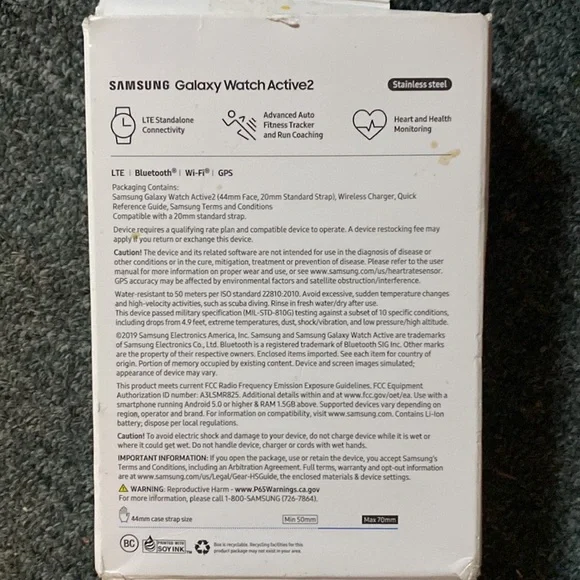 SAMSUNG Galaxy Watch Active2
Stainless steel
LTE Standalone
Connectivity
Advanced Auto
Fitness Tracker
and Run Coaching
Heart and Health
Monitoring
LTE | Bluetooth® | Wi-Fi® | GPS
Packaging Contains:
Samsung Galaxy Watch Active2 (44mm Face, 20mm Standard Strap), Wireless Charger, Quick
Reference Guide, Samsung Terms and Conditions
Compatible with a 20mm standard strap.
Device requires a qualifying rate plan and compatible device to operate. A device restocking fee may
apply if you return or exchange this device.
Caution! The device and its related software are not intended for use in the diagnosis of disease or
other conditions or in the cure, mitigation, treatment or prevention of disease. Please refer to the user
manual for more information on proper wear and use, or see www.samsung.com/us/heartratesensor.
GPS accuracy may be affected by environmental factors and satellite obstruction/interference.
Water-resistant to 50 meters per ISO standard 22810:2010. Avoid excessive, sudden temperature changes
and high-velocity activities, such as scuba diving. Rinse in fresh water/dry after use.
This device passed military specification (MIL-STD-810G) testing against a subset of 10 specific conditions,
including drops from 4.9 feet, extreme temperatures, dust, shock/vibration, and low pressure/high altitude.
©2019 Samsung Electronics America, Inc. Samsung and Samsung Galaxy Watch Active are trademarks
of Samsung Electronics Co., Ltd. Bluetooth is a registered trademark of Bluetooth SIG Inc. Other marks
are the property of their respective owners. Enclosed items imported. See each item for country of
origin. Portion of memory occupied by existing content. Device and screen images simulated;
appearance of device may vary.
This product meets current FCC Radio Frequency Emission Exposure Guidelines, FCC Equipment
Authorization ID number: A3LSMR825. Additional details within and at www.fcc.gov/oet/ea. Use with a
smartphone running Android 5.0 or higher & RAM 1.5GB above. Supported devices vary depending on
region, operator and brand. For information on compatibility, visit www.samsung.com. Contains Li-Ion
battery; dispose per local regulations.
Caution! To avoid electric shock and damage to your device, do not charge device while it is wet or
where it could get wet. Do not handle device, charger or cords with wet hands.
IMPORTANT INFORMATION: If you open the package, use or retain the device, you accept Samsung's
Terms and Conditions, including an Arbitration Agreement. Full terms, warranty and opt-out information
are at www.samsung.com/us/Legal/Gear-HSGuide, the enclosed materials & device settings.
WARNING: Reproductive Harm - www.P65Warnings.ca.gov
For more information, please call 1-800-SAMSUNG (726-7864).
44mm case strap size
Min 50mm
Max 70mm
BC
PRINTED WITH
SOY INK™
Box is recyclable. Recycling facilities for this
product package may not exist in your area.